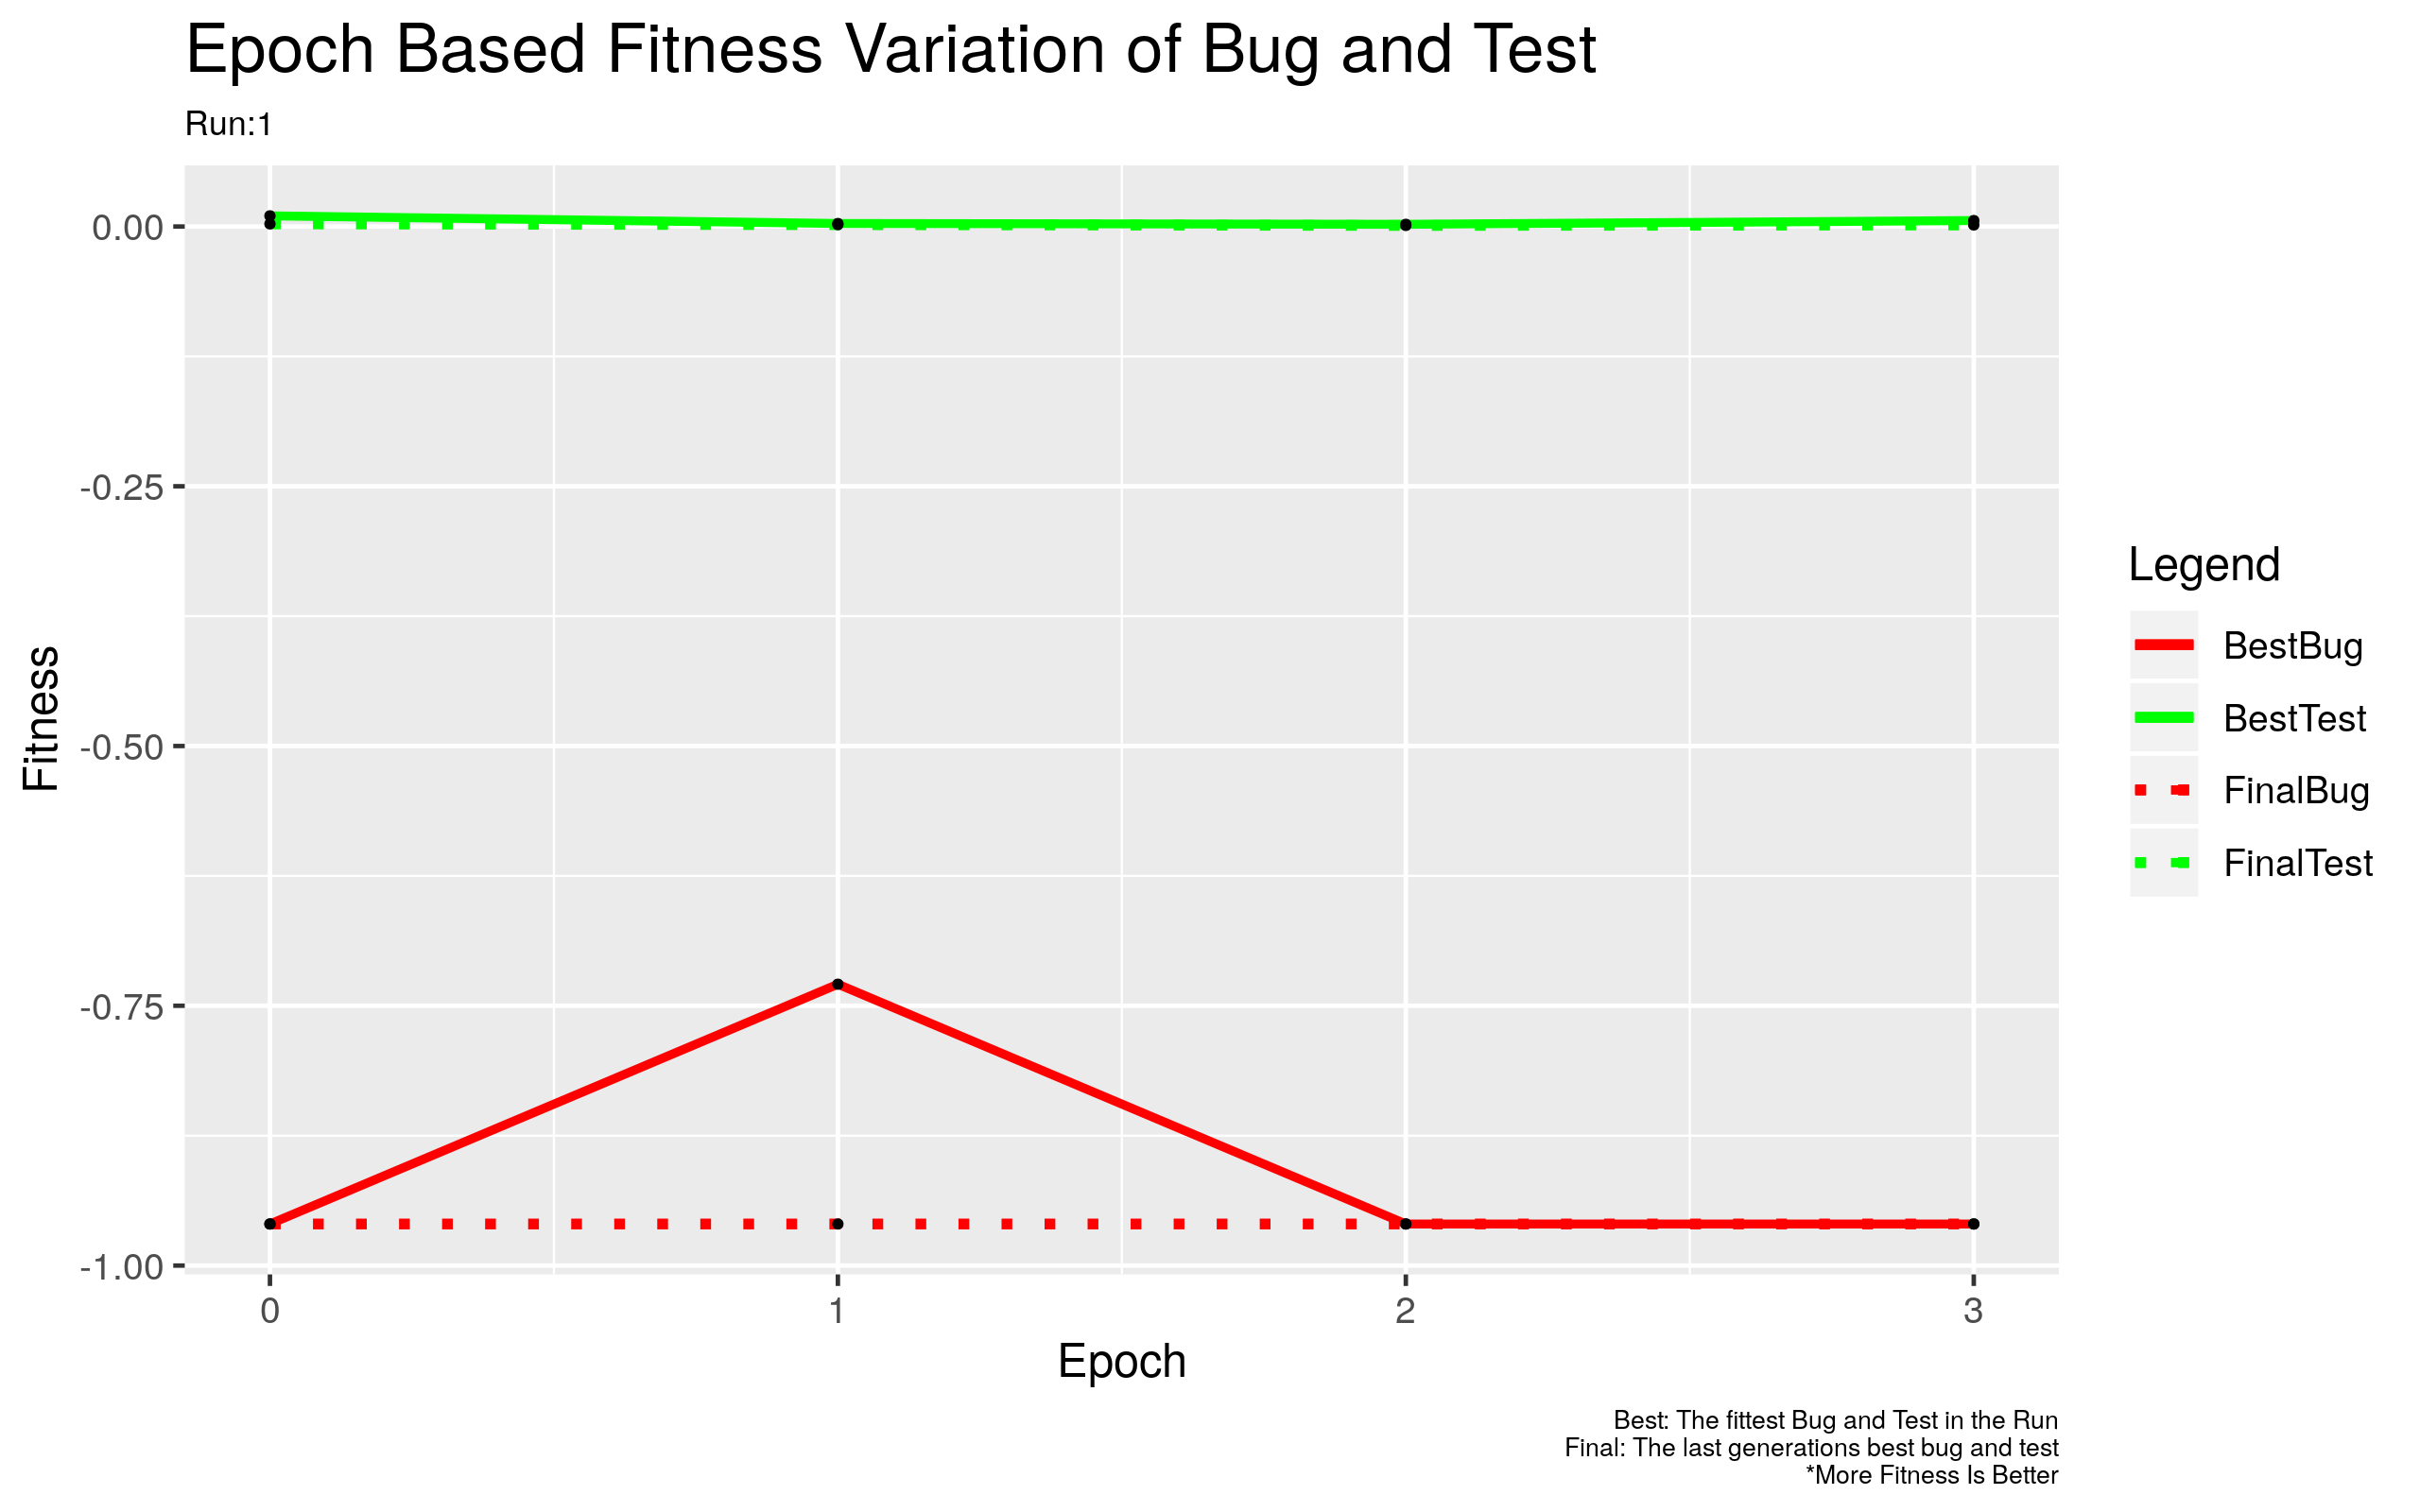 Epoch Based Fitness Variation of Bug and Test
Run:1
Fitness
0.00
-0.25
-0.50
-0.75
-1.00
0 1 2 3
Epoch
Legend
BestBug
BestTest
FinalBug
FinalTest
Best: The fittest Bug and Test in the Run
Final: The last generations best bug and test
*More Fitness Is Better